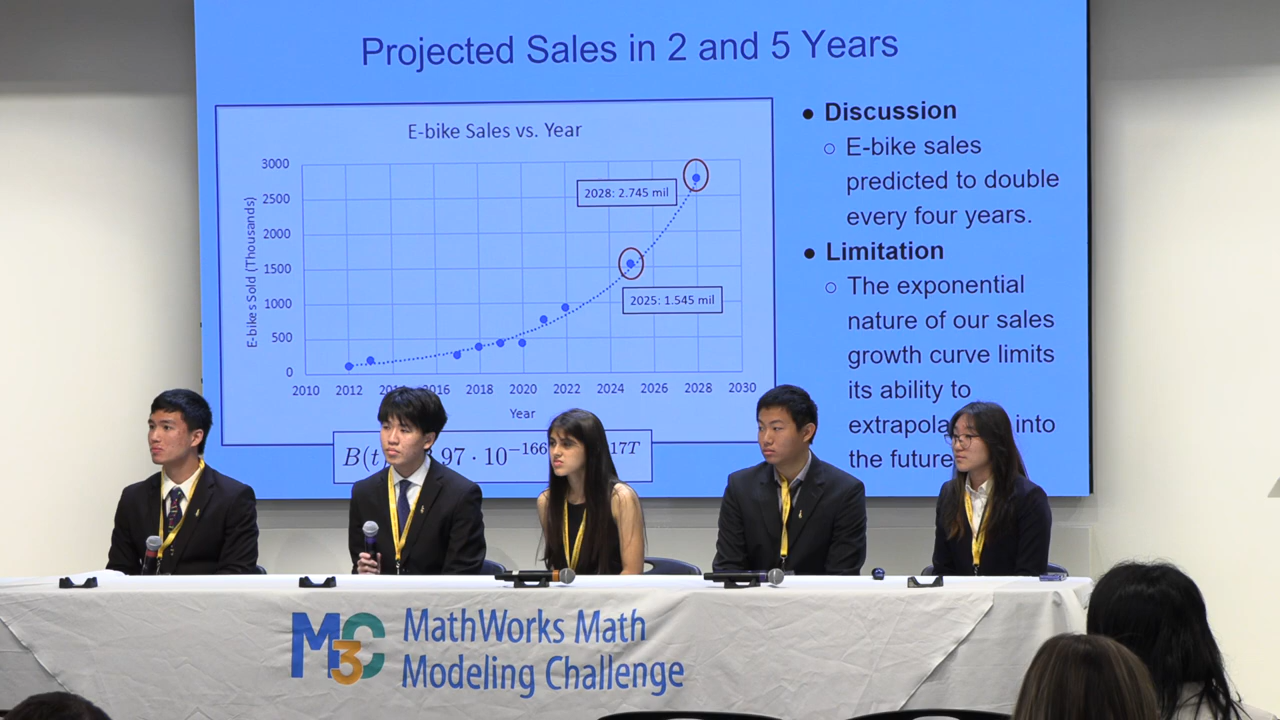 Projected Sales in 2 and 5 Years
E-bike Sales vs. Year
E-bikes Sold (Thousands)
3000
2500
2000
1500
1000
500
0
2028: 2.745 mil
2025: 1.545 mil
2010 2012 2016 2018 2020 2022 2024 2026 2028 2030
Year
B(t 97 · 10^-166 17T
● Discussion
○ E-bike sales
predicted to double
every four years.
● Limitation
○ The exponential
nature of our sales
growth curve limits
its ability to
into
the future
M3C
MathWorks Math
Modeling Challenge